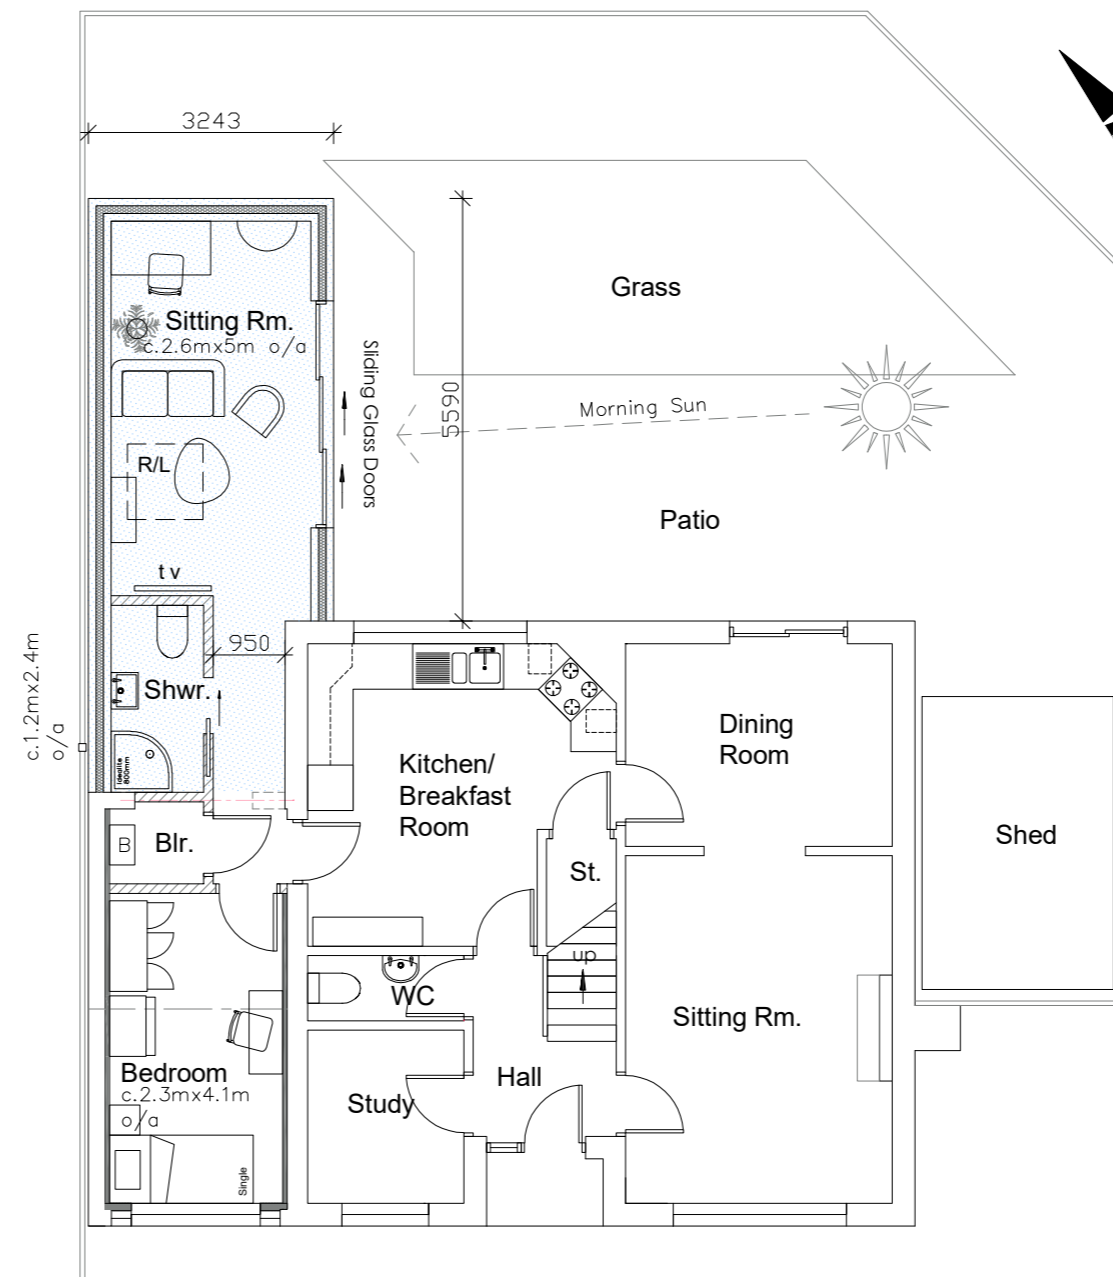 3243
Grass
Sitting Rm.
c.2.6mx5m o/a
Sliding Glass Doors
5590
Morning Sun
R/L
Patio
tv
950
c.1.2mx2.4m
o/a
Shwr.
Idealite
800mm
Dining
Room
Kitchen/
Breakfast
Room
Shed
B
Blr.
St.
up
WC
Sitting Rm.
Hall
Bedroom
c.2.3mx4.1m
o/a
Study
Single